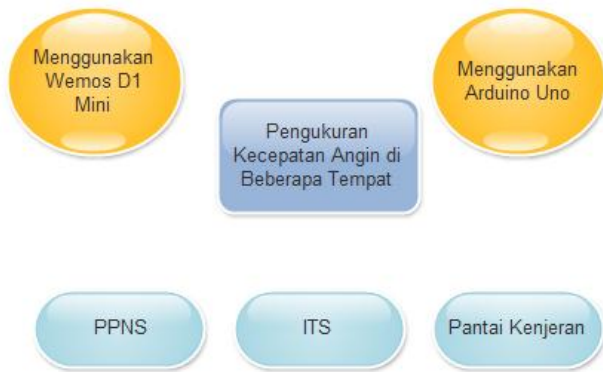 Menggunakan
Wemos D1
Mini
Menggunakan
Arduino Uno
Pengukuran
Kecepatan Angin di
Beberapa Tempat
PPNS
ITS
Pantai Kenjeran